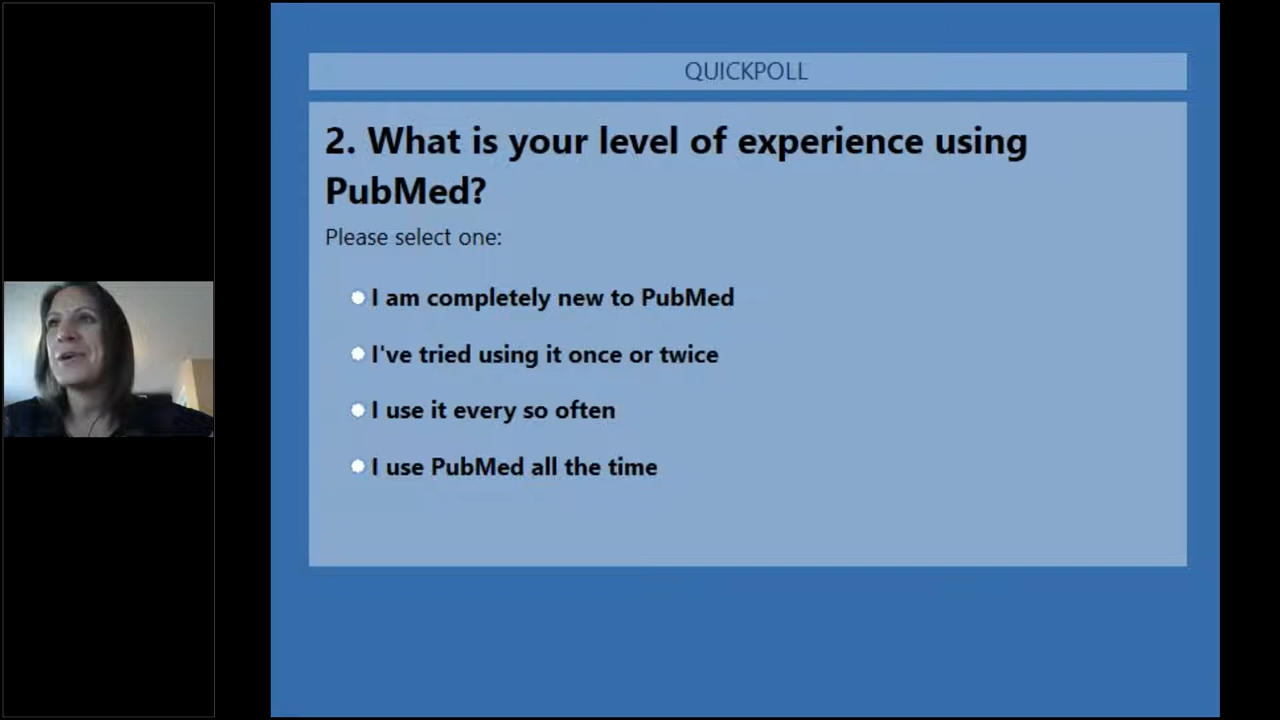 QUICKPOLL
2. What is your level of experience using
PubMed?
Please select one:
I am completely new to PubMed
I've tried using it once or twice
I use it every so often
I use PubMed all the time